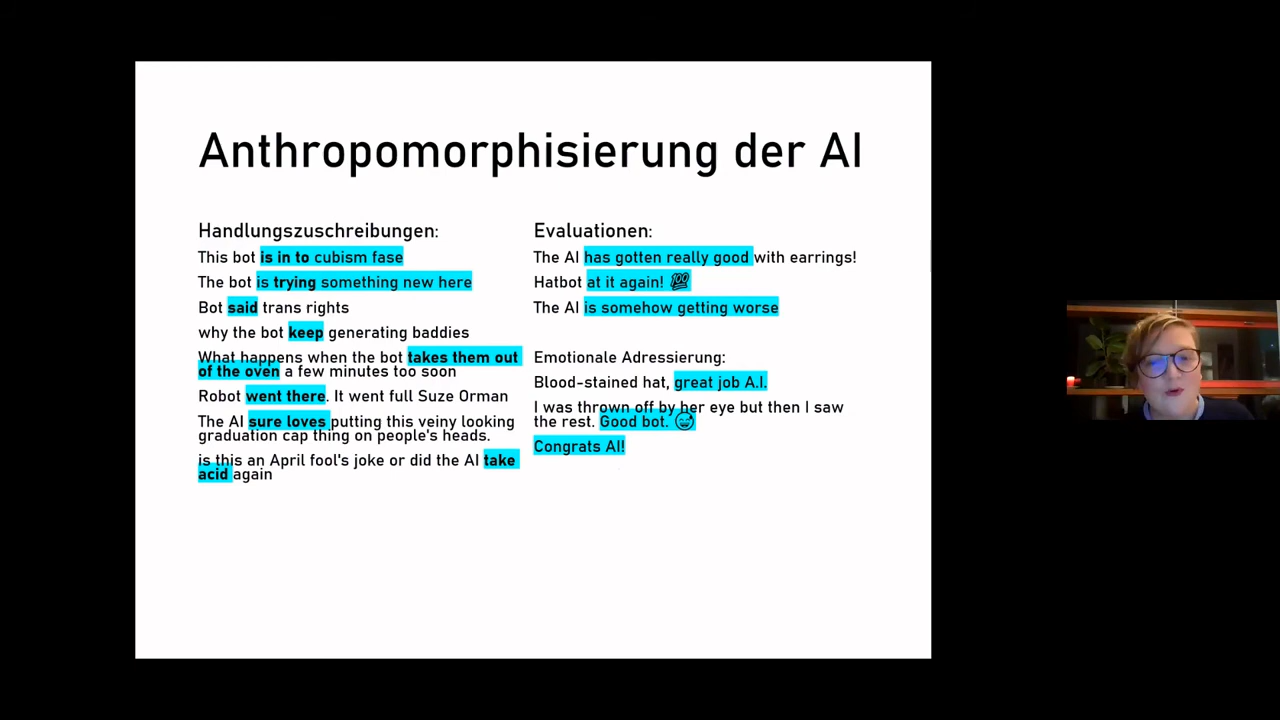 Anthropomorphisierung der AI
Handlungszuschreibungen:
This bot is in to cubism fase
The bot is trying something new here
Bot said trans rights
why the bot keep generating baddies
What happens when the bot takes them out
of the oven a few minutes too soon
Robot went there. It went full Suze Orman
The AI sure loves putting this veiny looking
graduation cap thing on people's heads.
is this an April fool's joke or did the AI take
acid again
Evaluationen:
The AI has gotten really good with earrings!
Hatbot at it again! 💯
The AI is somehow getting worse
Emotionale Adressierung:
Blood-stained hat, great job A.I.
I was thrown off by her eye but then I saw
the rest. Good bot. 😅
Congrats AI!